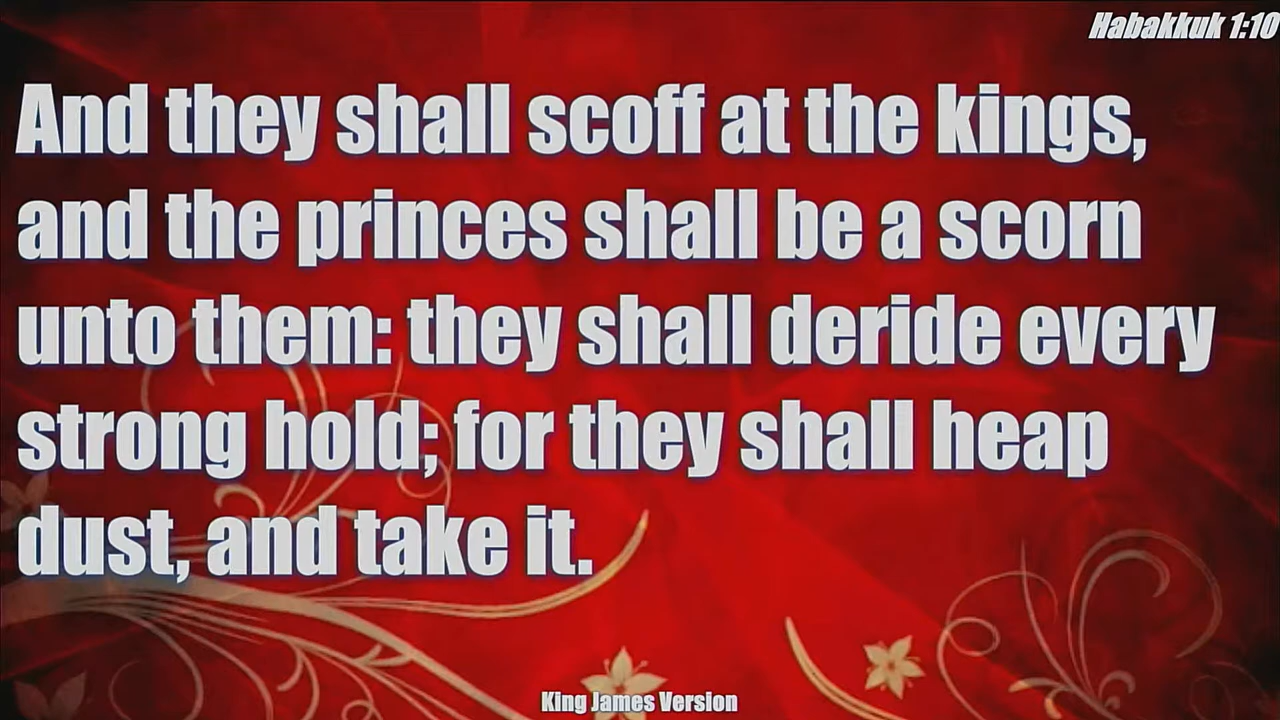 Habakkuk 1:10
And they shall scoff at the kings,
and the princes shall be a scorn
unto them: they shall deride every
strong hold; for they shall heap
dust, and take it.
King James Version